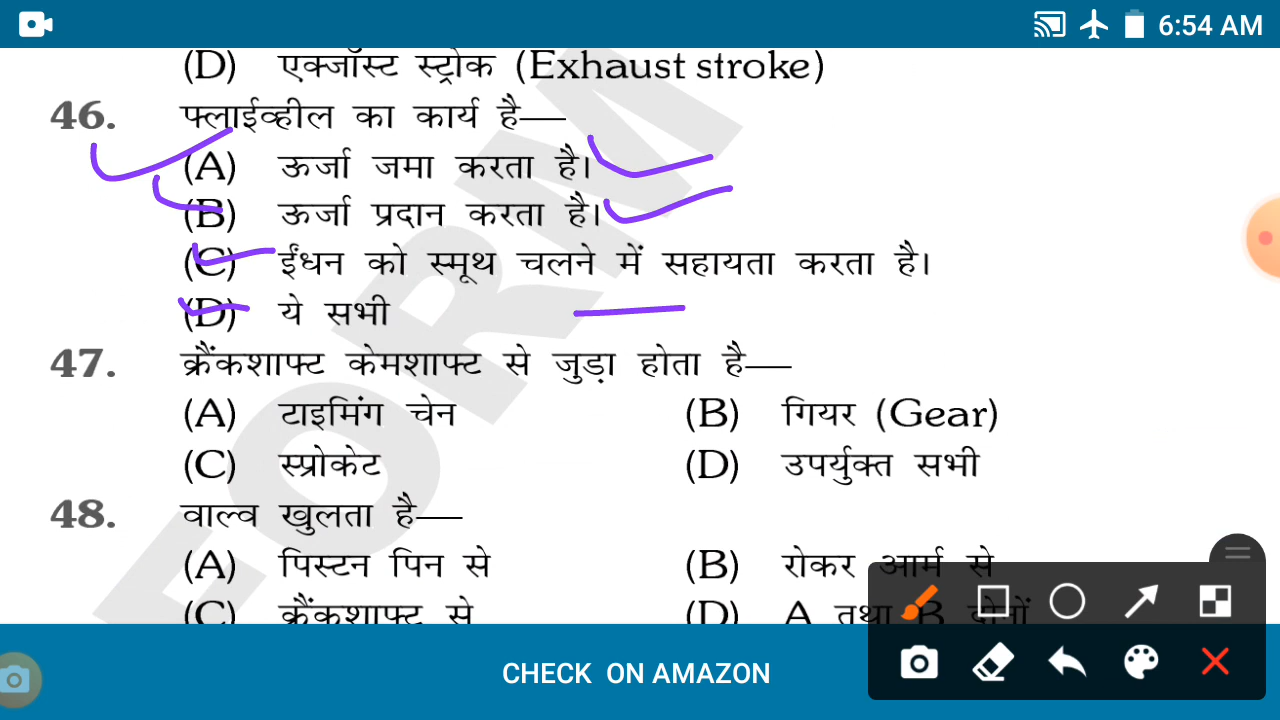 6:54 AM
(D) एक्जॉस्ट स्ट्रोक (Exhaust stroke)
46. फ्लाईव्हील का कार्य है—
(A) ऊर्जा जमा करता है।
(B) ऊर्जा प्रदान करता है।
(C) ईंधन को स्मूथ चलने में सहायता करता है।
(D) ये सभी
47. क्रैंकशाफ्ट केमशाफ्ट से जुड़ा होता है—
(A) टाइमिंग चेन (B) गियर (Gear)
(C) स्प्रोकेट (D) उपर्युक्त सभी
48. वाल्व खुलता है—
(A) पिस्टन पिन से (B) रोकर आर्म से
(C) क्रैंकशाफ्ट से (D) A तथा B दोनों
FORM
CHECK ON AMAZON